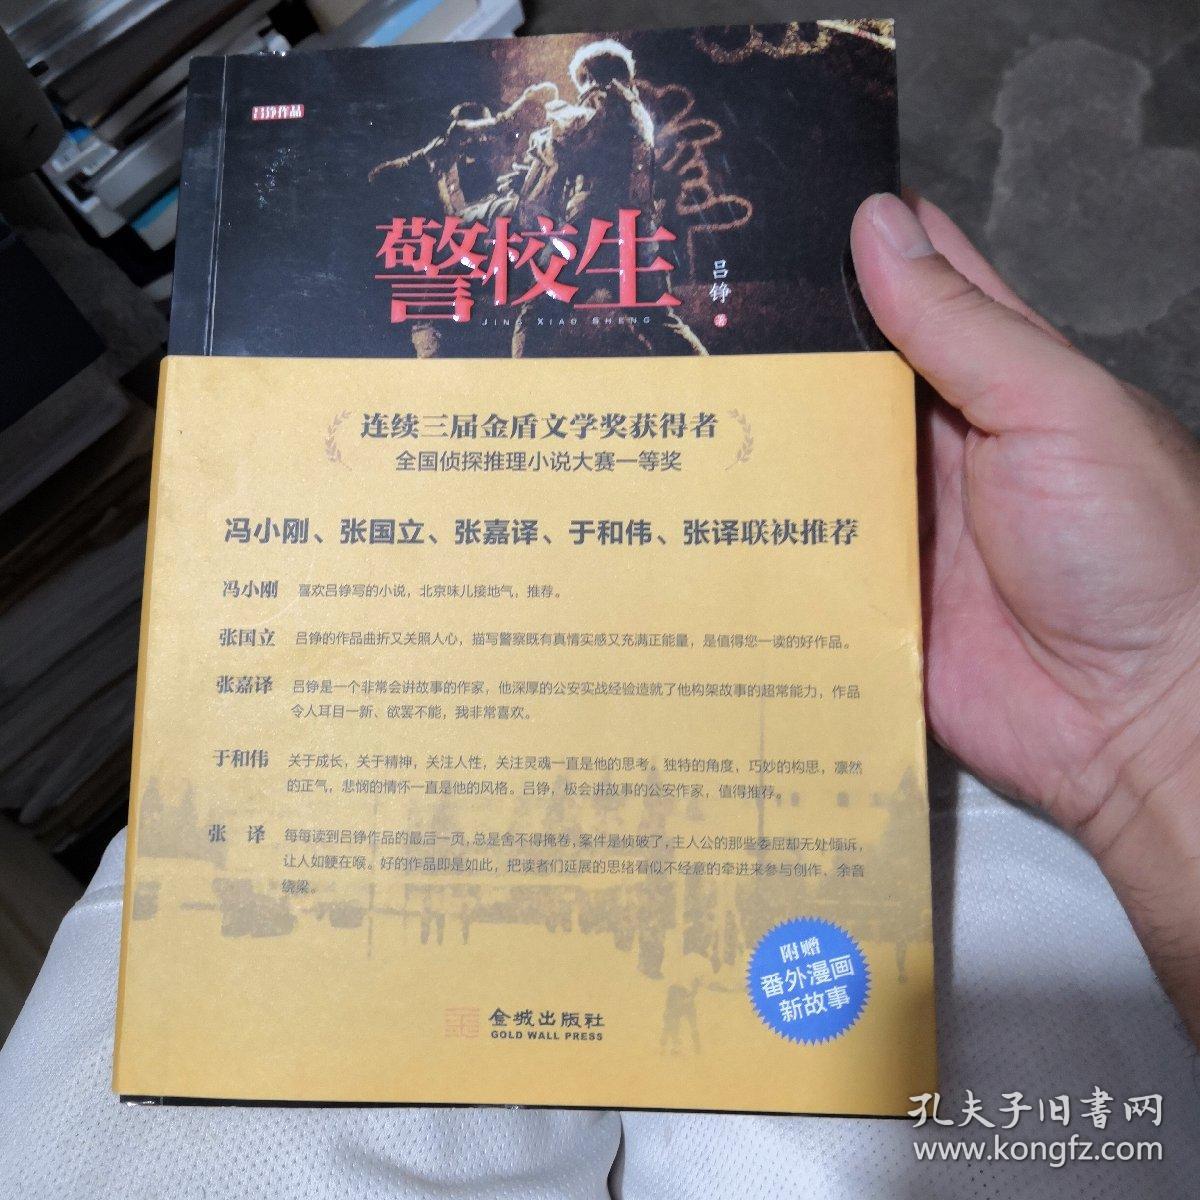 吕铮作品
警校生
JING XIAO SHENG
吕铮 著
连续三届金盾文学奖获得者
全国侦探推理小说大赛一等奖
冯小刚、张国立、张嘉译、于和伟、张译联袂推荐
冯小刚 喜欢吕铮写的小说，北京味儿接地气，推荐。
张国立 吕铮的作品曲折又关照人心，描写警察既有真情实感又充满正能量，是值得您一读的好作品。
张嘉译 吕铮是一个非常会讲故事的作家，他深厚的公安实战经验造就了他构架故事的超常能力，作品
令人耳目一新、欲罢不能，我非常喜欢。
于和伟 关于成长，关于精神，关注人性，关注灵魂一直是他的思考。独特的角度，巧妙的构思，凛然
的正气，悲悯的情怀一直是他的风格。吕铮，极会讲故事的公安作家，值得推荐。
张 译 每每读到吕铮作品的最后一页，总是舍不得掩卷，案件是侦破了，主人公的那些委屈却无处倾诉，
让人如鲠在喉。好的作品即是如此，把读者们延展的思绪看似不经意的牵进来参与创作，余音
绕梁。
附赠
番外漫画
新故事
金城出版社
GOLD WALL PRESS
孔夫子旧书网
www.kongfz.com